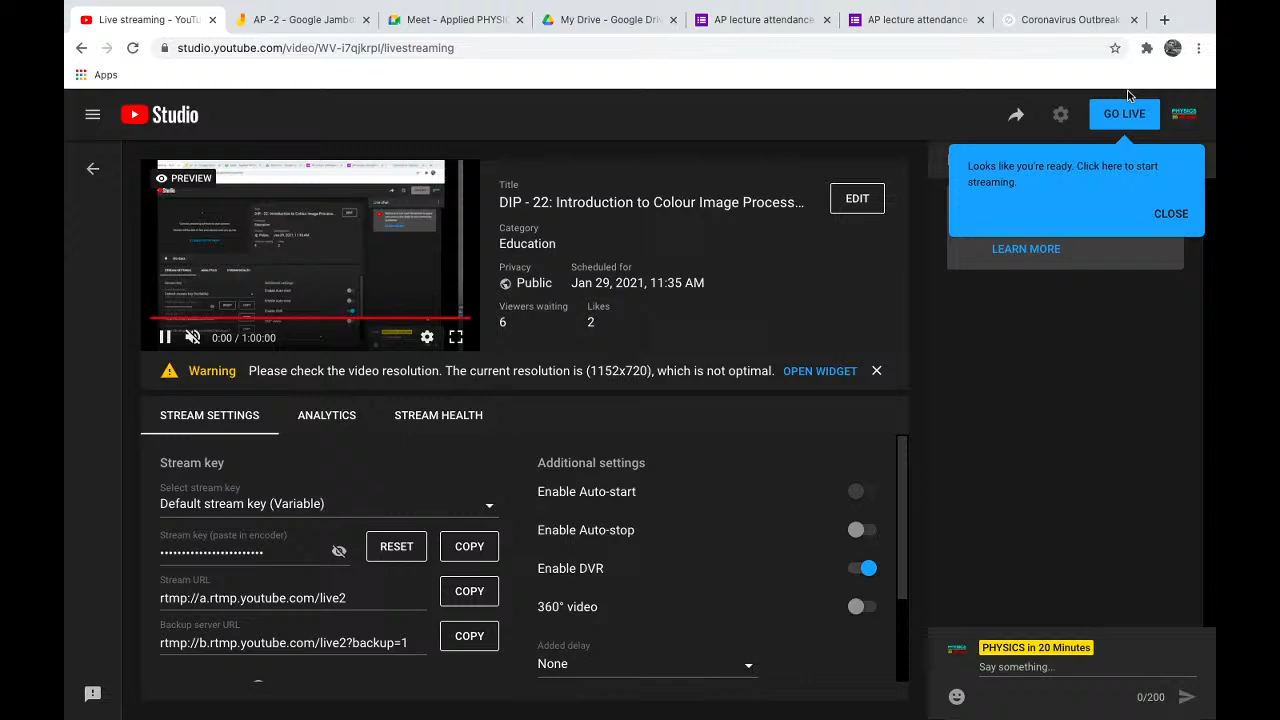 Live streaming - YouTu
AP -2 - Google Jambo
Meet - Applied PHYSIC
My Drive - Google Driv
AP lecture attendance
AP lecture attendance
Coronavirus Outbreak
studio.youtube.com/video/WV-i7qjkrpI/livestreaming
Apps
Studio
GO LIVE
PREVIEW
Looks like you're ready. Click here to start
streaming.
CLOSE
LEARN MORE
0:00 / 1:00:00
Title
DIP - 22: Introduction to Colour Image Process...
EDIT
Category
Education
Privacy
Public
Scheduled for
Jan 29, 2021, 11:35 AM
Viewers waiting
6
Likes
2
Warning Please check the video resolution. The current resolution is (1152x720), which is not optimal. OPEN WIDGET
STREAM SETTINGS ANALYTICS STREAM HEALTH
Stream key
Select stream key
Default stream key (Variable)
Stream key (paste in encoder)
RESET COPY
Stream URL
rtmp://a.rtmp.youtube.com/live2
COPY
Backup server URL
rtmp://b.rtmp.youtube.com/live2?backup=1
COPY
Additional settings
Enable Auto-start
Enable Auto-stop
Enable DVR
360° video
Added delay
None
PHYSICS in 20 Minutes
Say something...
0/200